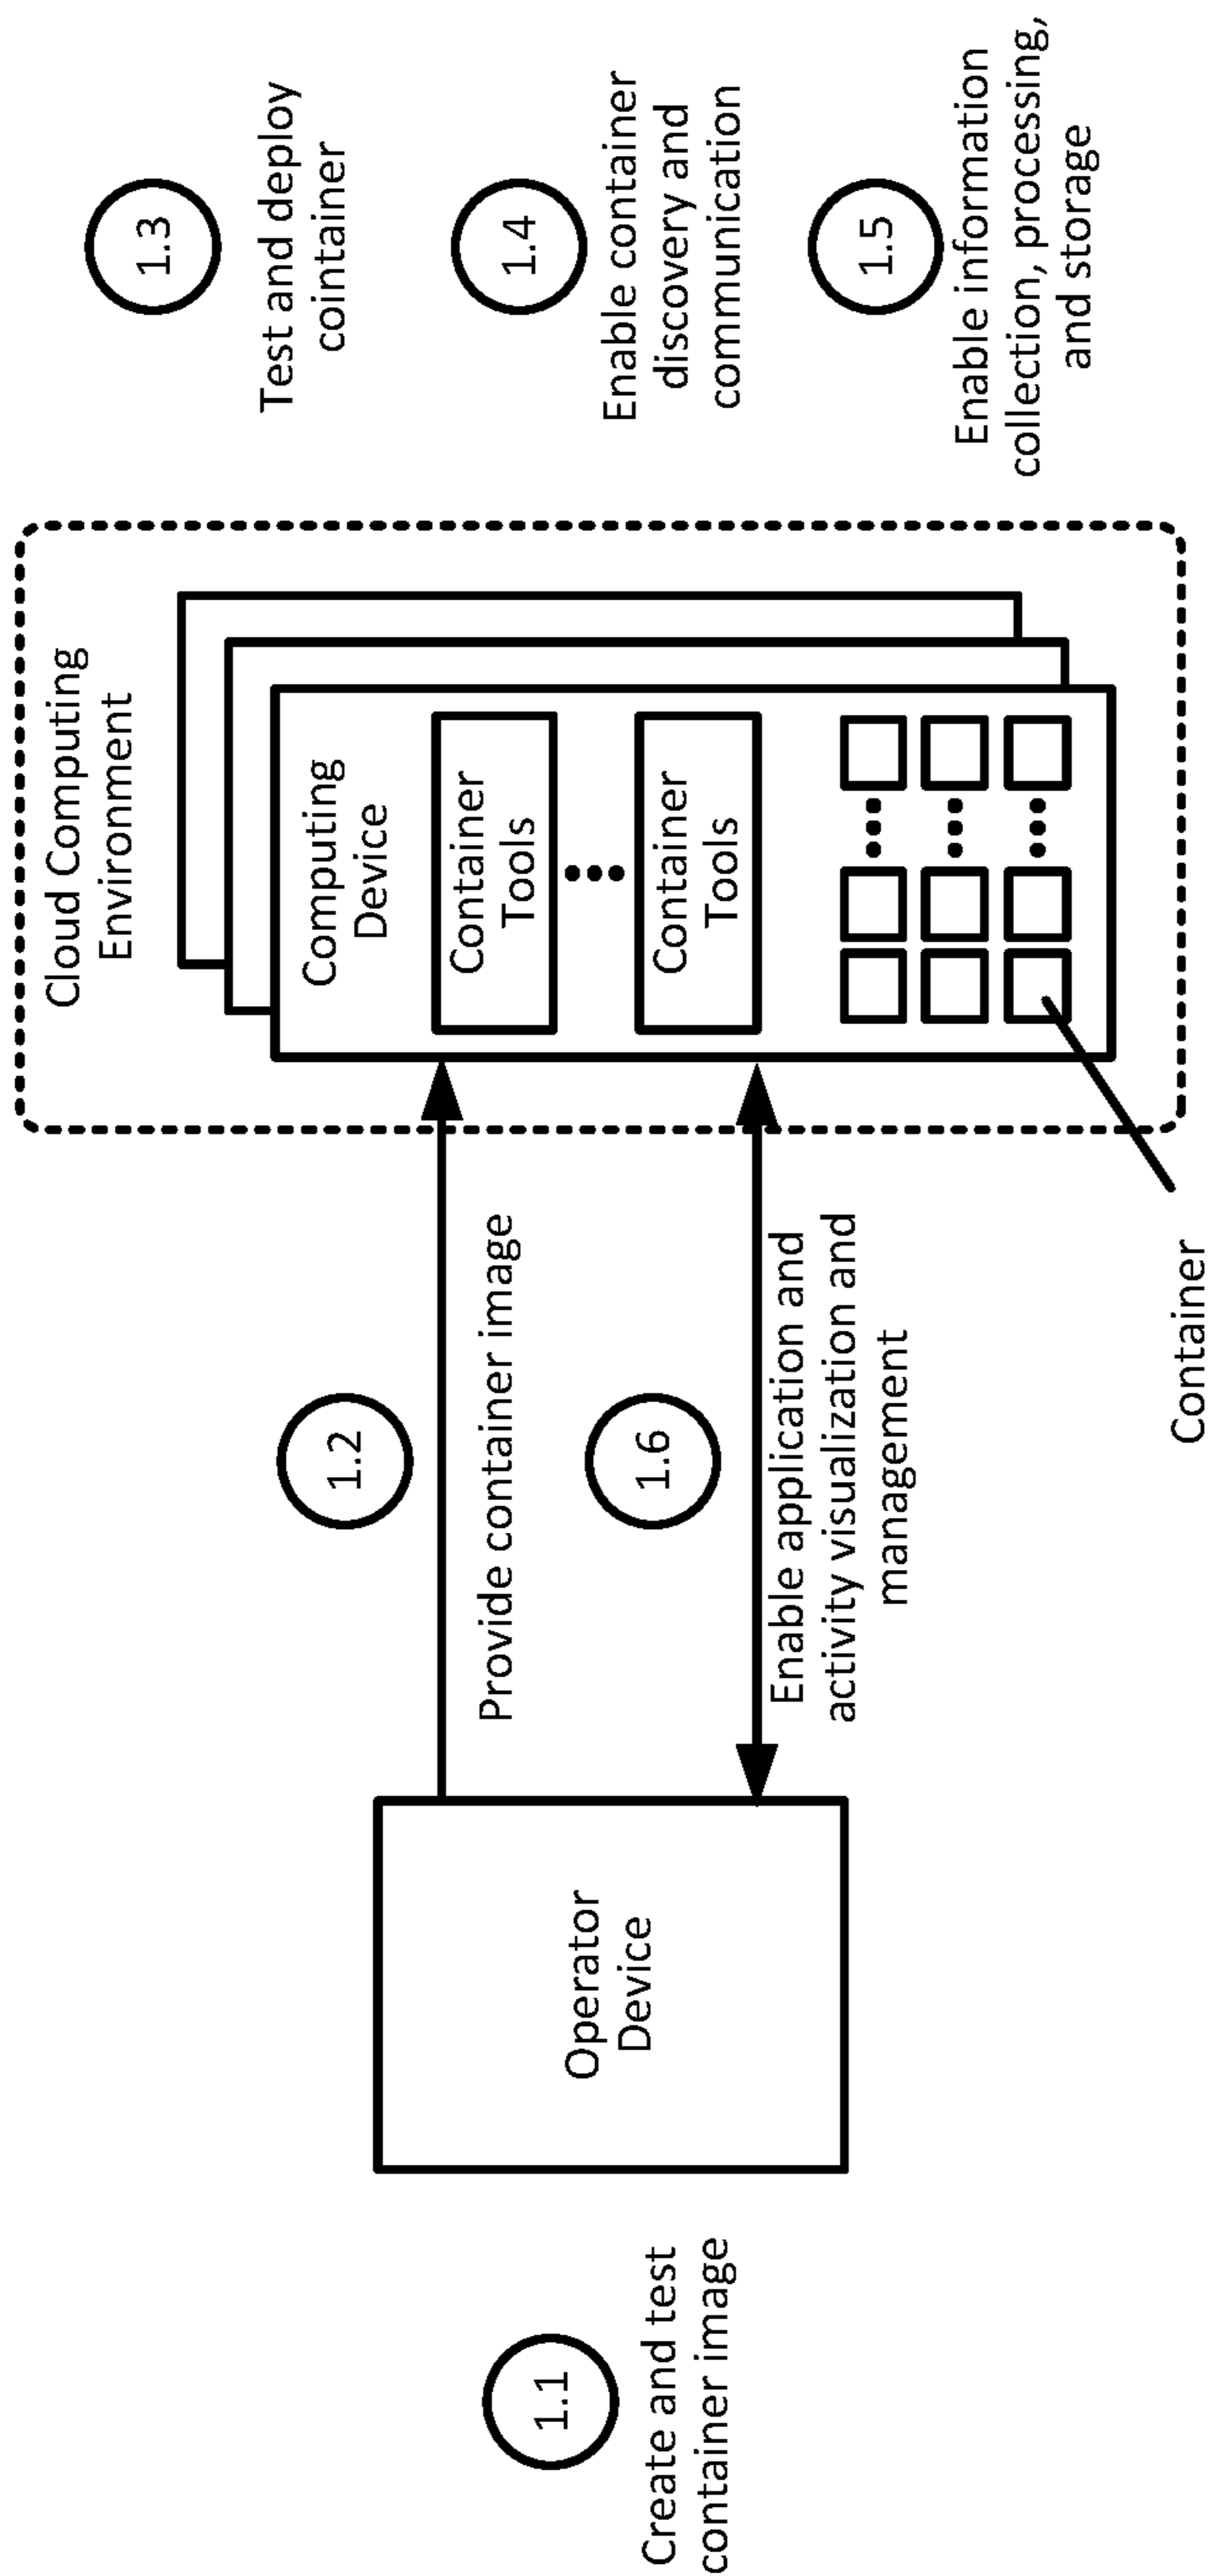 1.1
Create and test
container image
Operator
Device
1.2
Provide container image
1.6
Enable application and
activity visualization and
management
Container
Cloud Computing
Environment
Computing
Device
Container
Tools
Container
Tools
1.3
Test and deploy
cointainer
1.4
Enable container
discovery and
communication
1.5
Enable information
collection, processing,
and storage